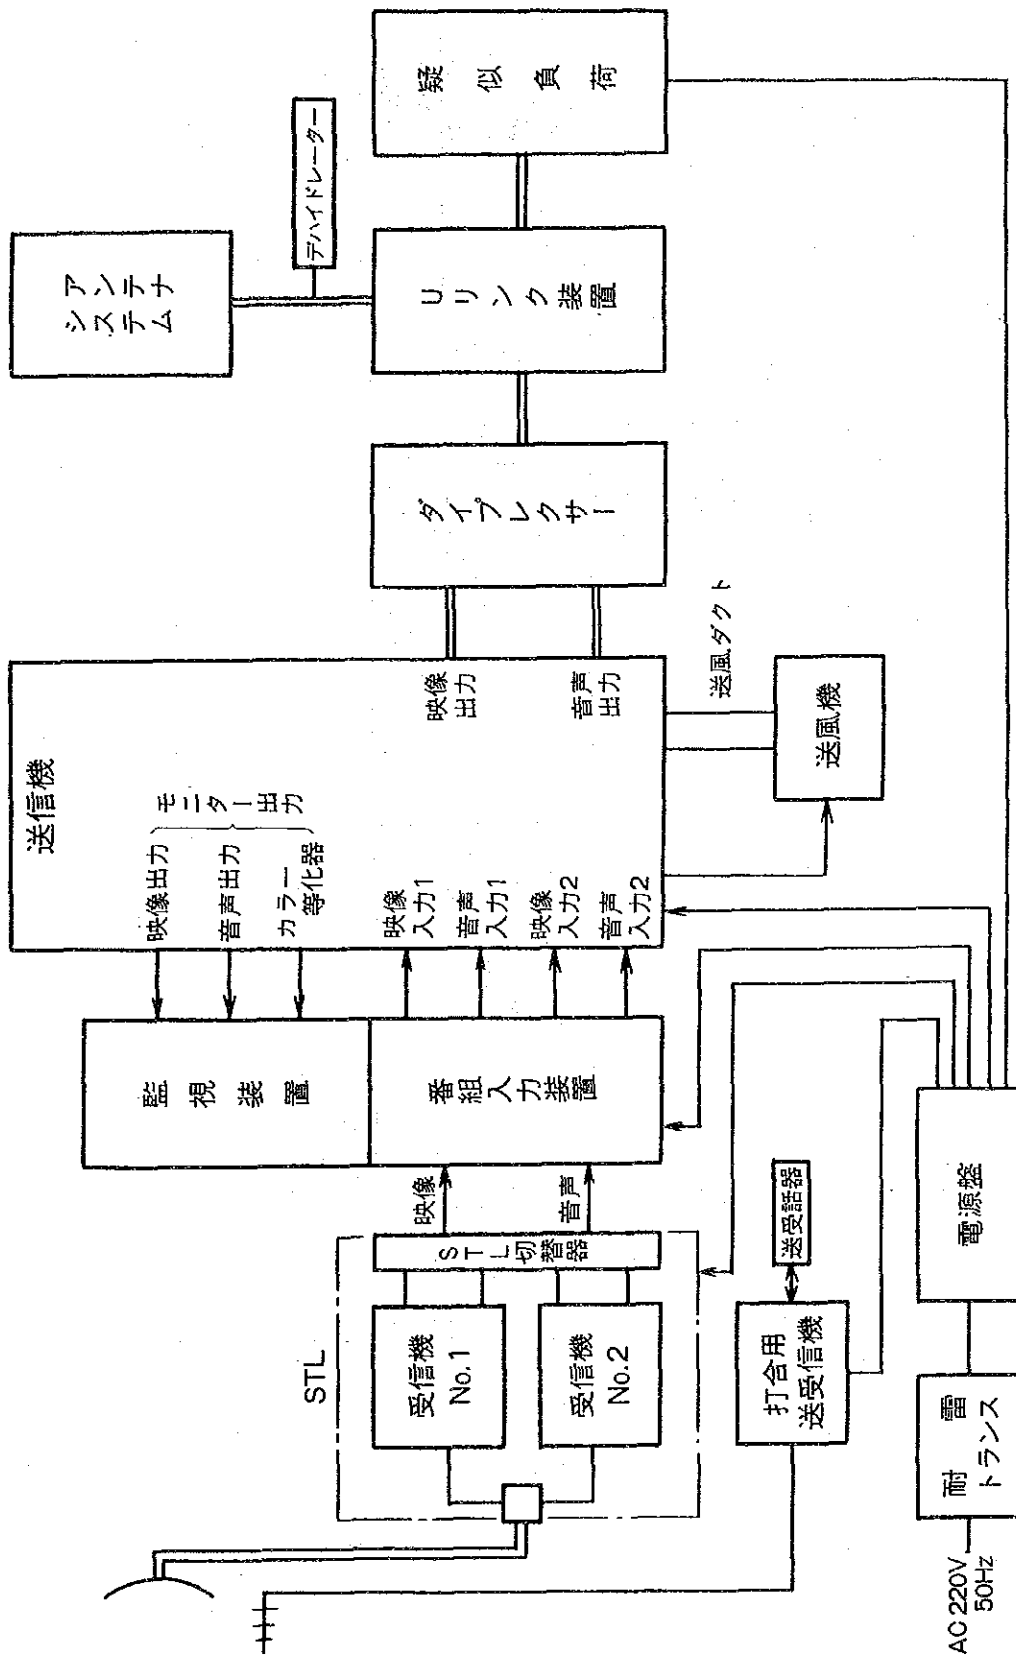 アンテナ
システム
デハイドレーター
疑似負荷
Uリンク装置
ダイプレクサー
送信機
モニター出力
映像出力
音声出力
カラー
等化器
映像
出力
音声
出力
映像
入力1
音声
入力1
映像
入力2
音声
入力2
送風ダクト
送風機
監視装置
番組入力装置
映像
音声
STL
STL切替器
受信機
No.1
受信機
No.2
送受話器
打合用
送受信機
電源盤
耐雷
トランス
AC220V
50Hz